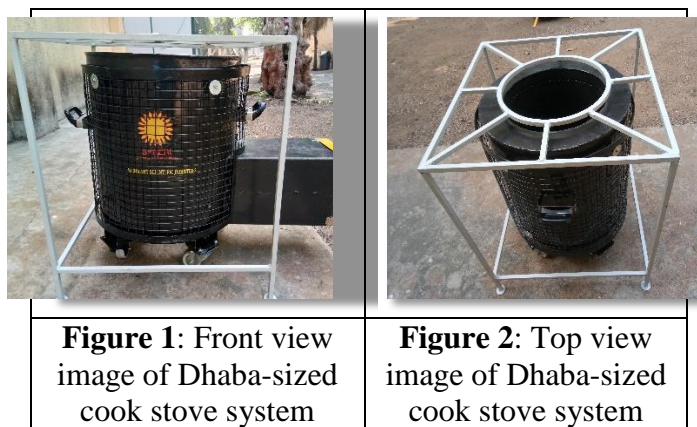 Figure 1: Front view
image of Dhaba-sized
cook stove system
Figure 2: Top view
image of Dhaba-sized
cook stove system